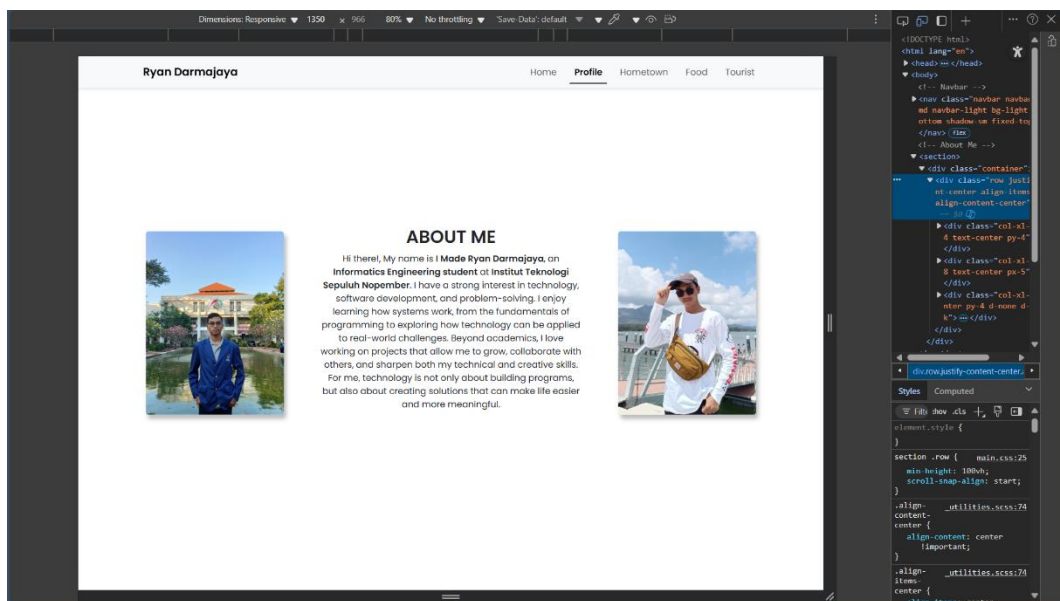 Dimensions: Responsive ▼ 1350 × 966 80% ▼ No throttling ▼ 'Save-Data': default
Ryan Darmajaya
Home Profile Hometown Food Tourist
ABOUT ME
Hi there!, My name is I Made Ryan Darmajaya, an
Informatics Engineering student at Institut Teknologi
Sepuluh Nopember. I have a strong interest in technology,
software development, and problem-solving. I enjoy
learning how systems work, from the fundamentals of
programming to exploring how technology can be applied
to real-world challenges. Beyond academics, I love
working on projects that allow me to grow, collaborate with
others, and sharpen both my technical and creative skills.
For me, technology is not only about building programs,
but also about creating solutions that can make life easier
and more meaningful.
<!DOCTYPE html>
<html lang="en">
<head> ⋯ </head>
<body>
<!-- Navbar -->
<nav class="navbar navba
md navbar-light bg-light
ottom shadow-sm fixed-to
</nav> flex
<!-- About Me -->
<section>
<div class="container"
<div class="row justi
nt-center align-items
align-content-center"
<div class="col-xl-
4 text-center py-4"
</div>
<div class="col-xl-
8 text-center px-5"
</div>
<div class="col-xl-
nter py-4 d-none d-
k"> ⋯ </div>
</div>
</div>
div.row.justify-content-center.
Styles Computed
Filt :hov .cls
element.style {
}
section .row { main.css:25
min-height: 100vh;
scroll-snap-align: start;
}
.align- _utilities.scss:74
content-
center {
align-content: center
!important;
}
.align- _utilities.scss:74
items-
center {